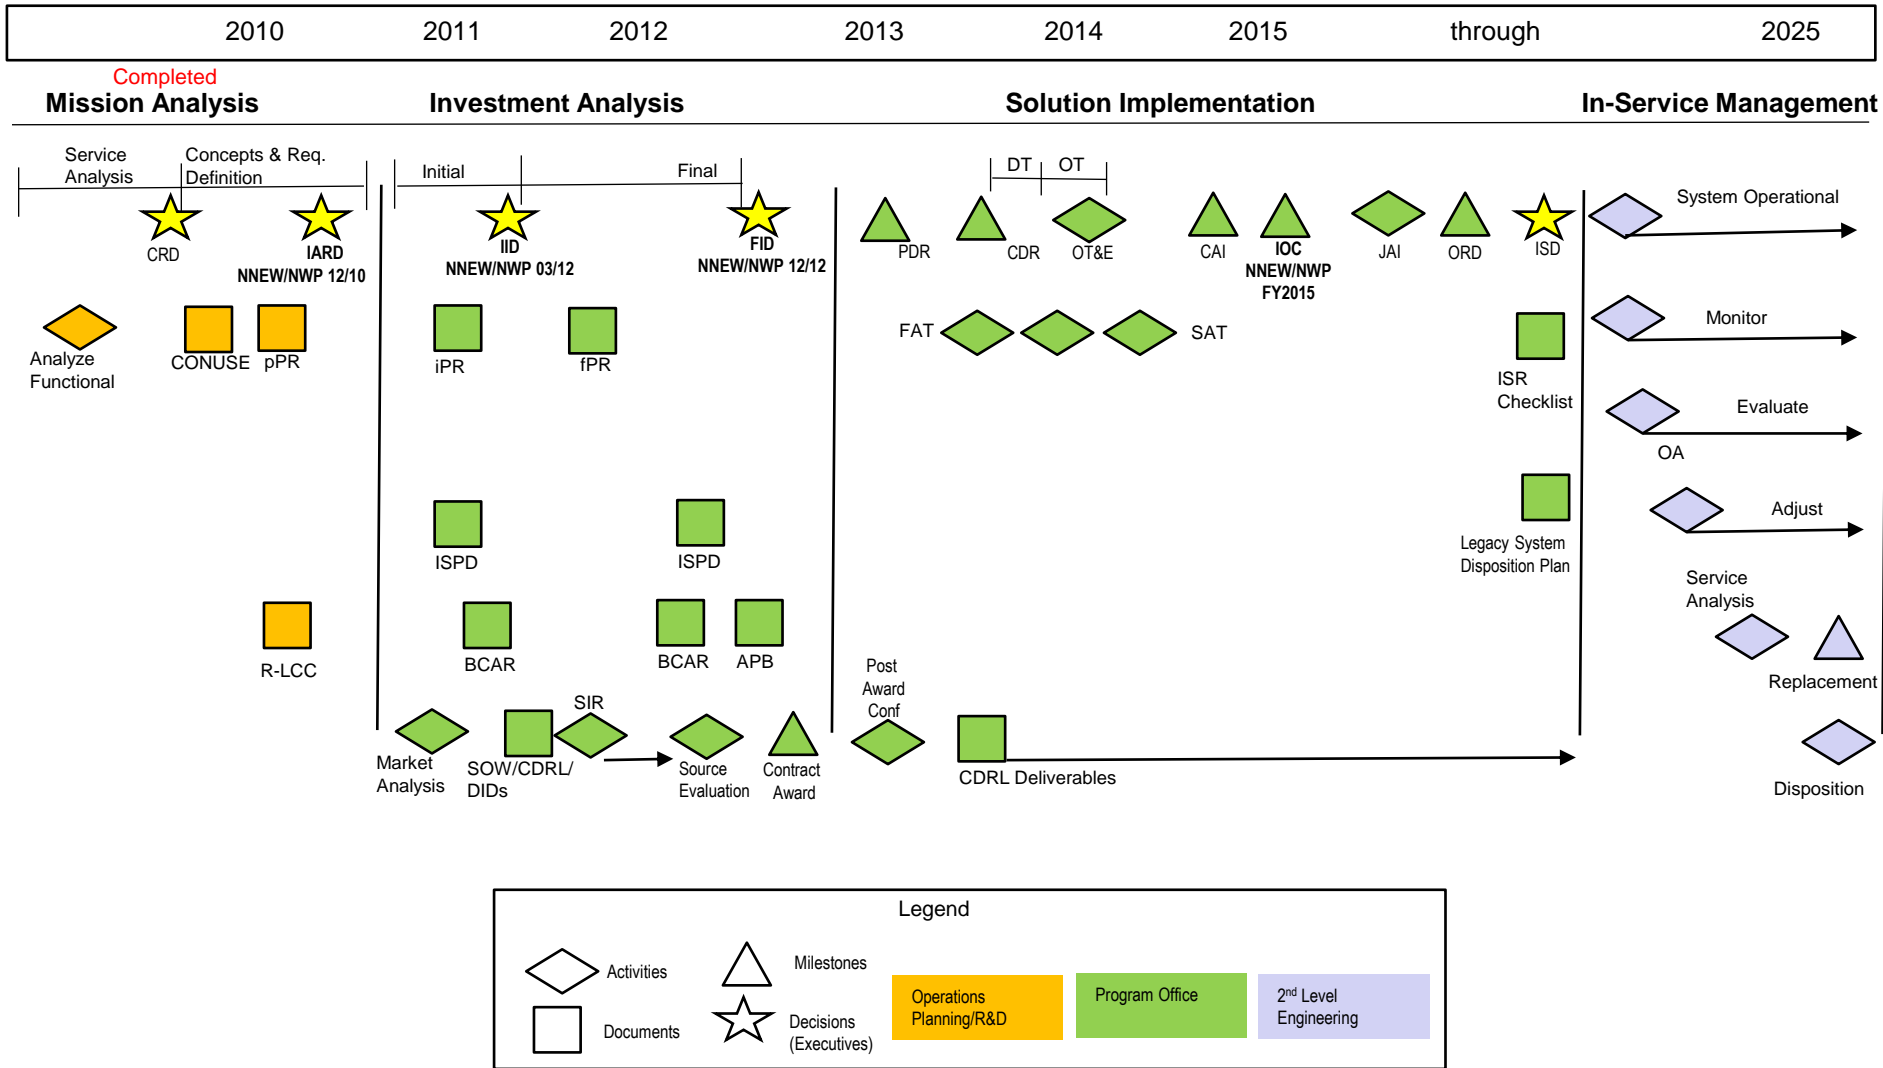 2010 2011 2012 2013 2014 2015 through 2025
Completed
Mission Analysis Investment Analysis Solution Implementation In-Service Management
Service
Analysis
Concepts & Req.
Definition
Initial
Final
DT OT
CRD
IARD
NNEW/NWP 12/10
IID
NNEW/NWP 03/12
FID
NNEW/NWP 12/12
PDR
CDR
OT&E
CAI
IOC
NNEW/NWP
FY2015
JAI
ORD
ISD
System Operational
Analyze
Functional
CONUSE
pPR
iPR
fPR
FAT
SAT
ISR
Checklist
Monitor
Evaluate
OA
ISPD
ISPD
Legacy System
Disposition Plan
Adjust
R-LCC
BCAR
BCAR
APB
Service
Analysis
Replacement
Market
Analysis
SOW/CDRL/
DIDs
SIR
Source
Evaluation
Contract
Award
Post
Award
Conf
CDRL Deliverables
Disposition
Legend
Activities
Milestones
Documents
Decisions
(Executives)
Operations
Planning/R&D
Program Office
2nd Level
Engineering